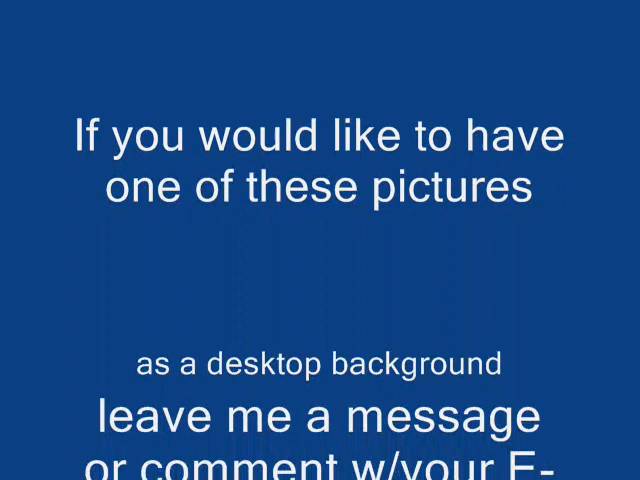 If you would like to have
one of these pictures
as a desktop background
leave me a message
or comment w/your E-